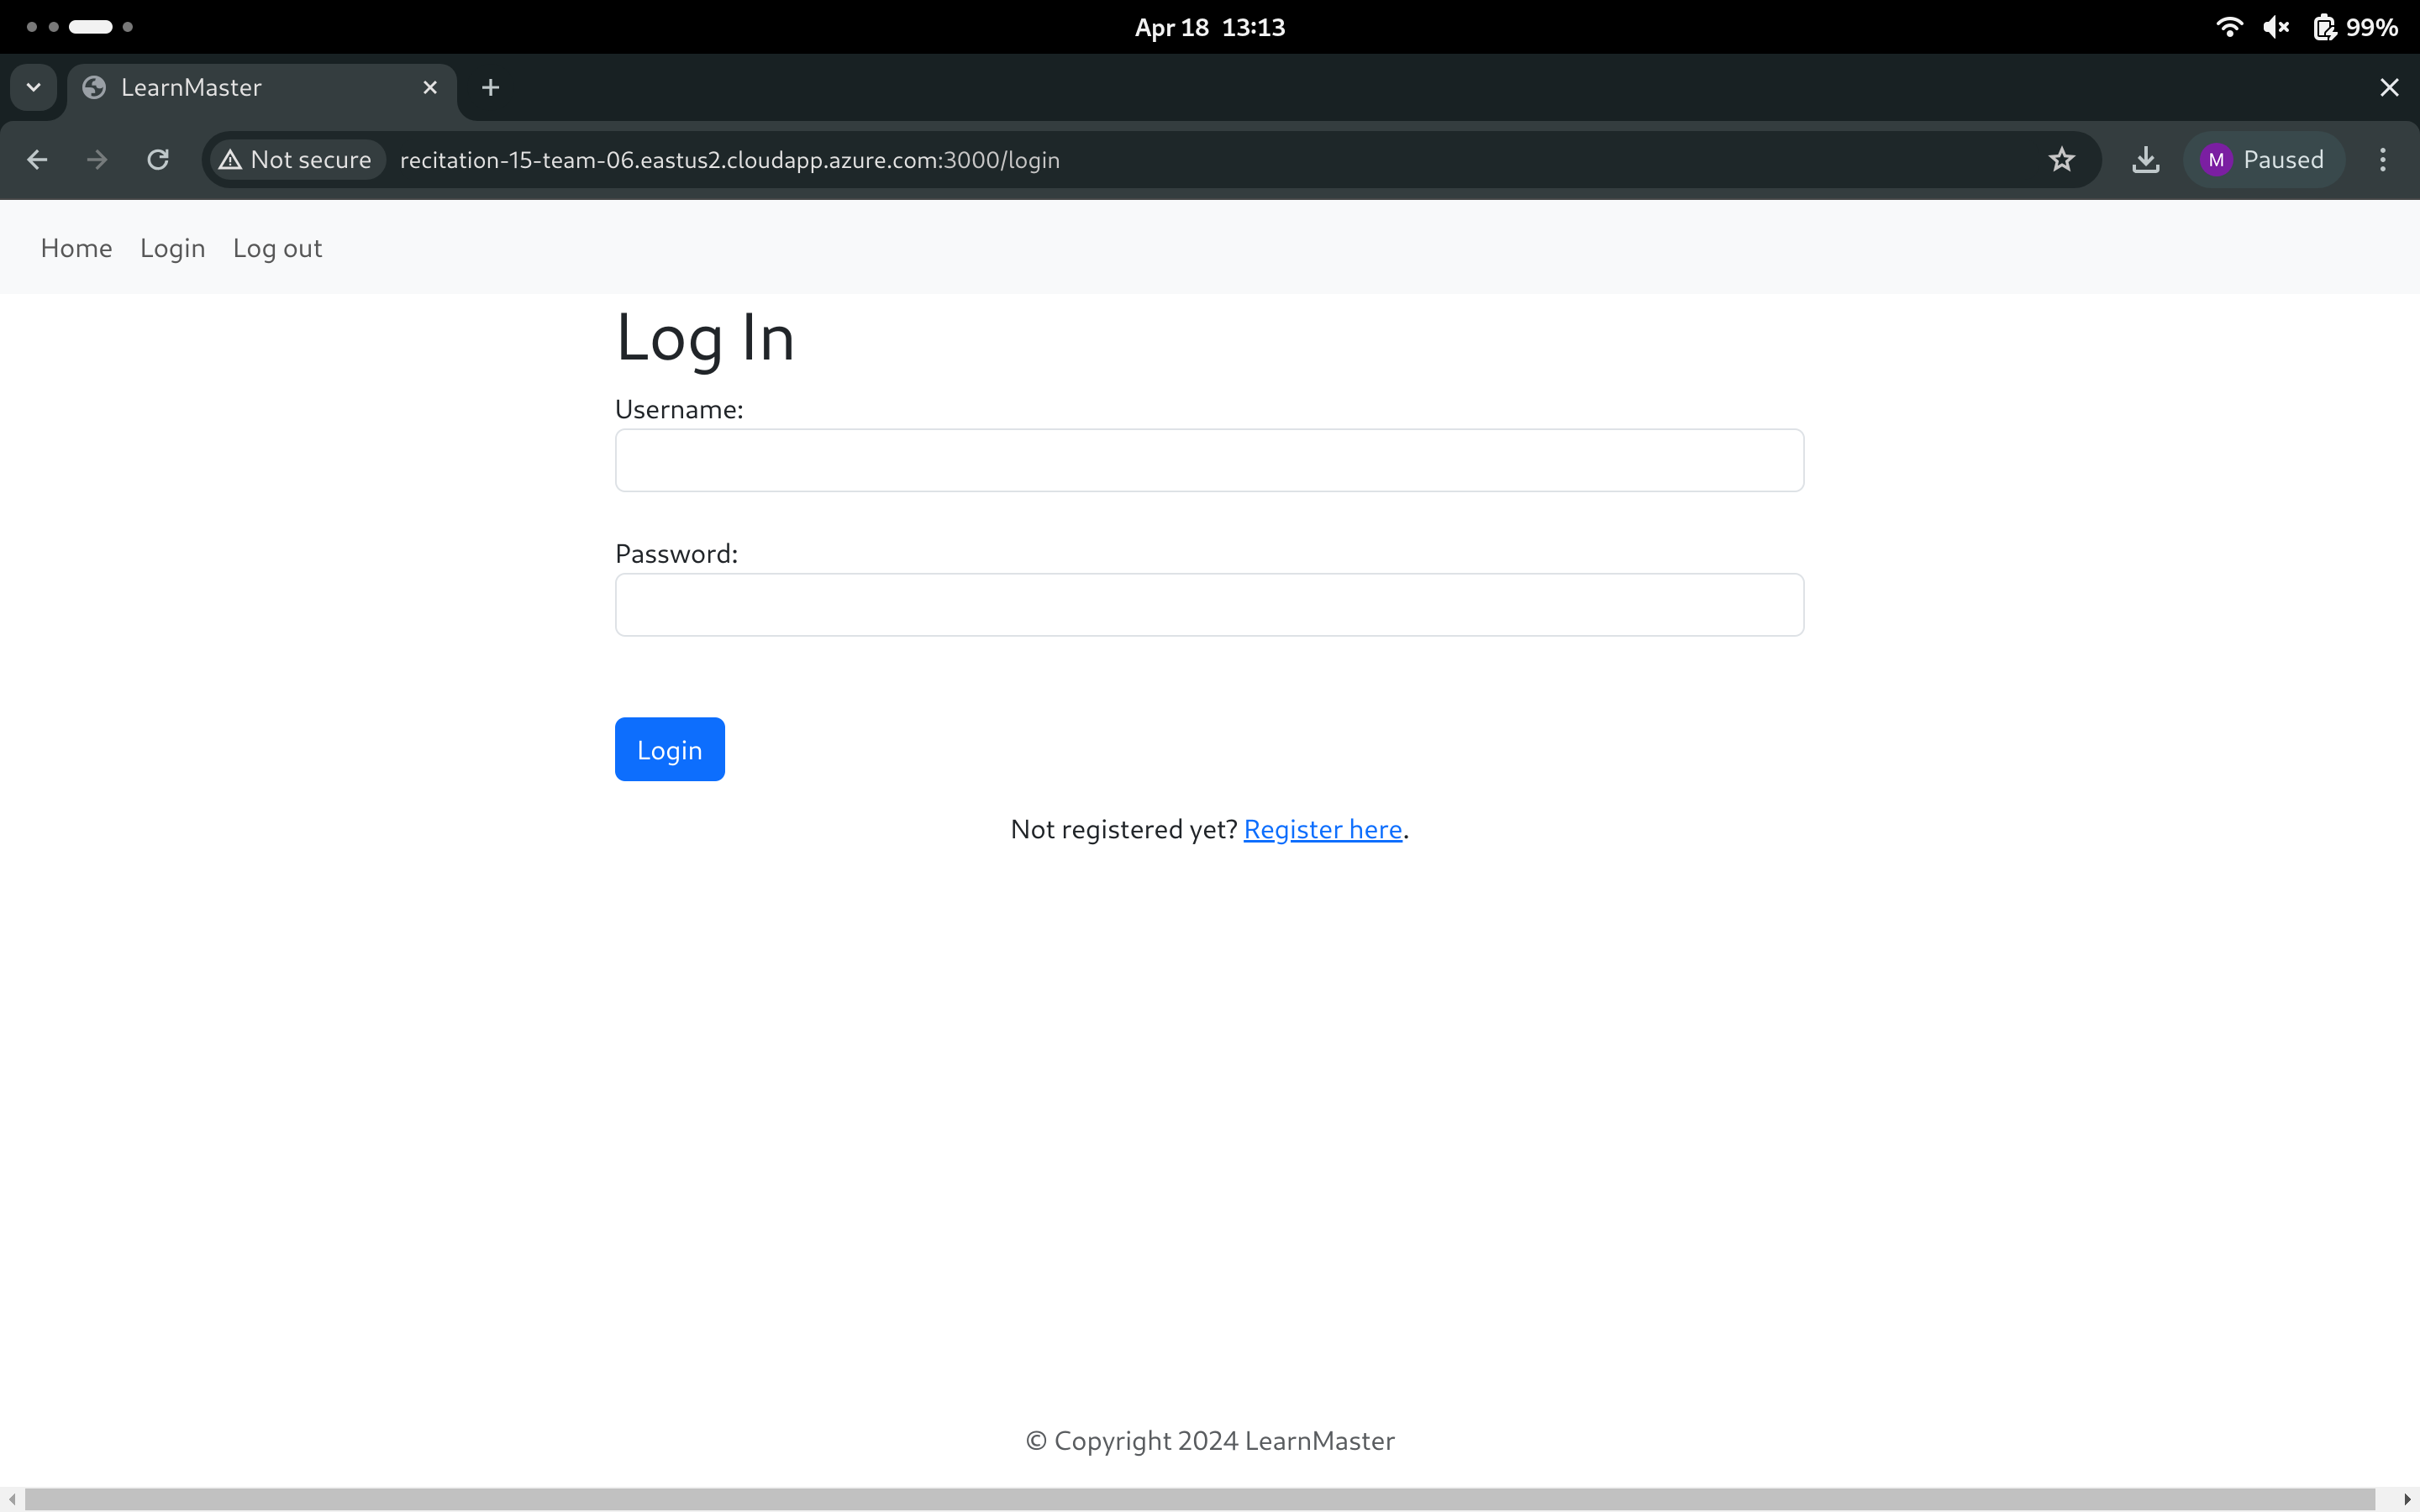 Apr 18 13:13
99%
LearnMaster
Not secure
recitation-15-team-06.eastus2.cloudapp.azure.com:3000/login
M
Paused
Home Login Log out
Log In
Username:
Password:
Login
Not registered yet? Register here.
© Copyright 2024 LearnMaster